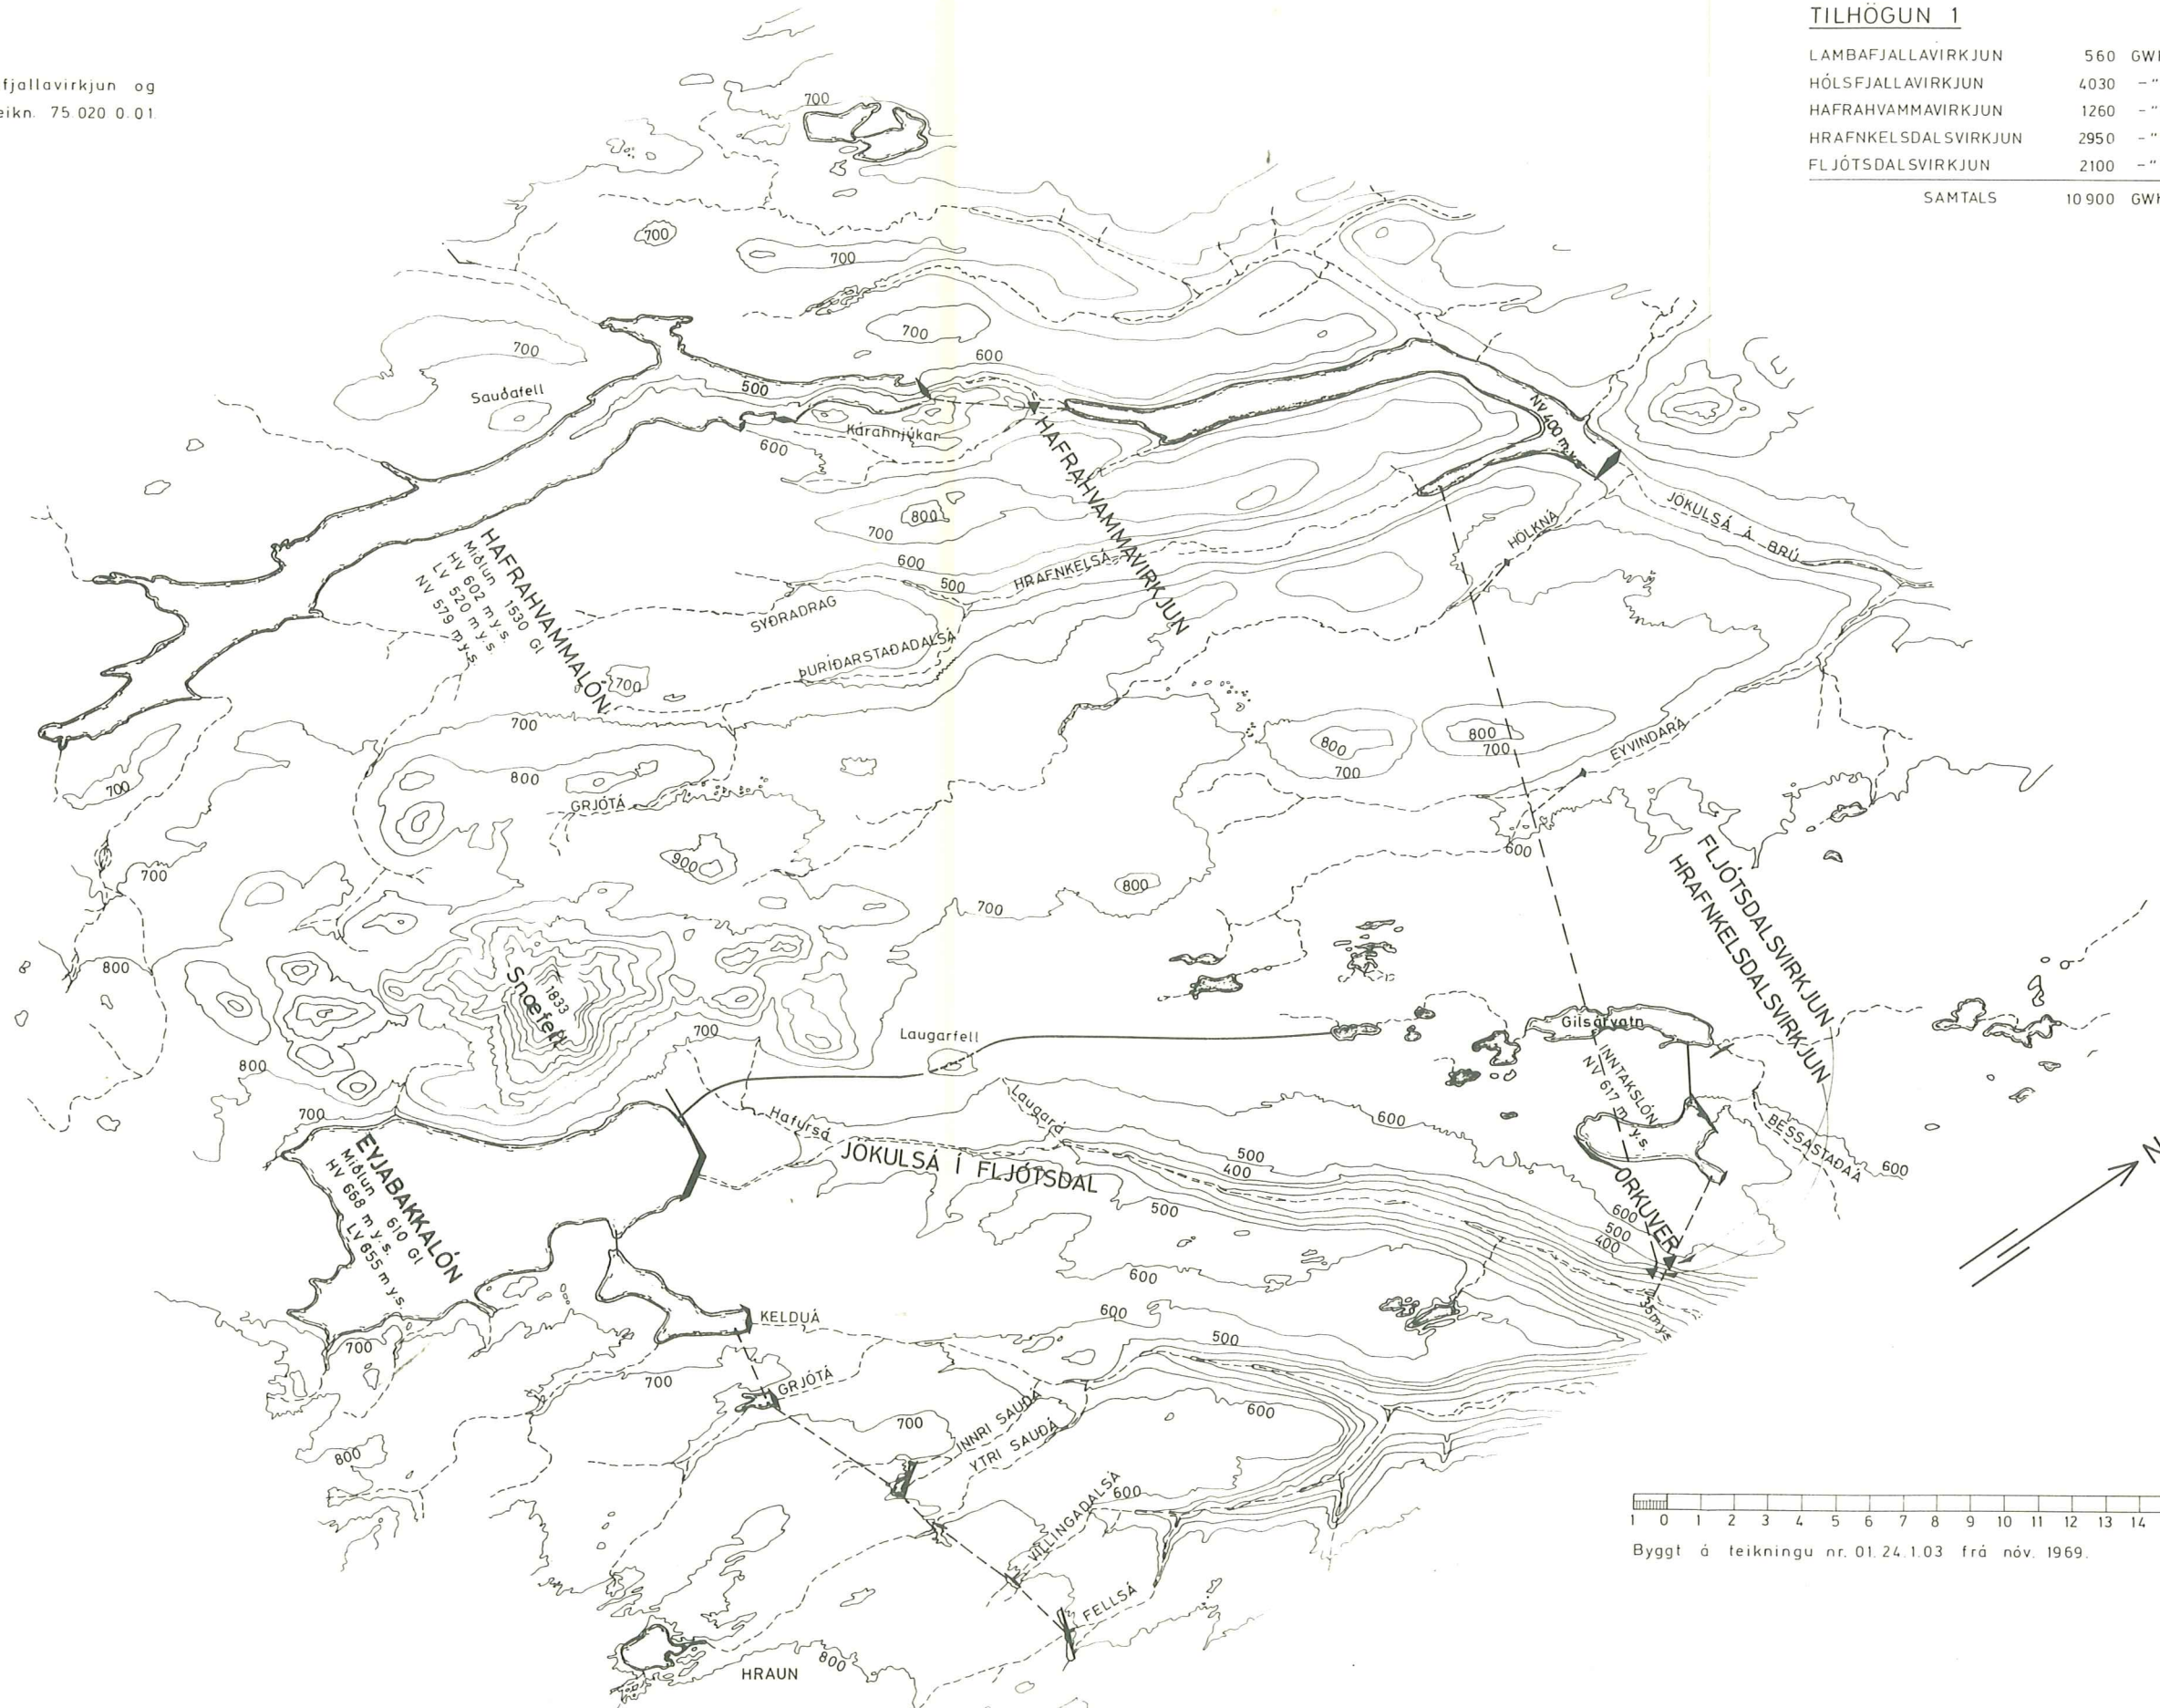 TILHÖGUN 1
LAMBAFJALLAVIRKJUN 560 GW
HÓLSFJALLAVIRKJUN 4030 – "
HAFRAHVAMMAVIRKJUN 1260 – "
HRAFNKELSDALSVIRKJUN 2950 – "
FLJÓTSDALSVIRKJUN 2100 – "
SAMTALS 10 900 GW
fjallavirkjun og
eikn. 75.020 0.01.
700
700
700
700
700
600
Sauðafell
500
Kárahnjúkar
600
NV 400 m.y.s.
HAFRAHVAMMAVIRKJUN
JÖKULSÁ Á BRÚ
HÖLKNÁ
800
700
600
500
HRAFNKELSÁ
HAFRAHVAMMALÓN
Miðlun 1530 Gl
HV 602 m y.s.
LV 520 m y.s.
NV 579 m y.s.
SYÐRADRAG
ÞURÍÐARSTAÐADALSÁ
700
700
800
700
800
700
EYVINDARÁ
800
GRJÓTÁ
700
900
700
600
800
700
FLJÓTSDALSVIRKJUN
HRAFNKELSDALSVIRKJUN
800
Snæfell
1833
700
Laugarfell
Gilsárvatn
INNTAKSLÓN
NV 617 m y.s.
800
700
Hafursá
Laugará
600
BESSASTAÐAÁ
600
JÖKULSÁ Í FLJÓTSDAL
500
400
500
EYJABAKKALÓN
Miðlun 610 Gl
HV 668 m y.s.
LV 655 m y.s.
ORKUVER
600
500
400
35 m y.s.
N
600
KELDUÁ
600
500
700
700
GRJÓTÁ
700
INNRI SAUÐÁ
YTRI SAUÐÁ
600
800
VILLINGADALSÁ
600
FELLSÁ
HRAUN
800
1 0 1 2 3 4 5 6 7 8 9 10 11 12 13 14
Byggt á teikningu nr. 01.24.1.03 frá nóv. 1969.